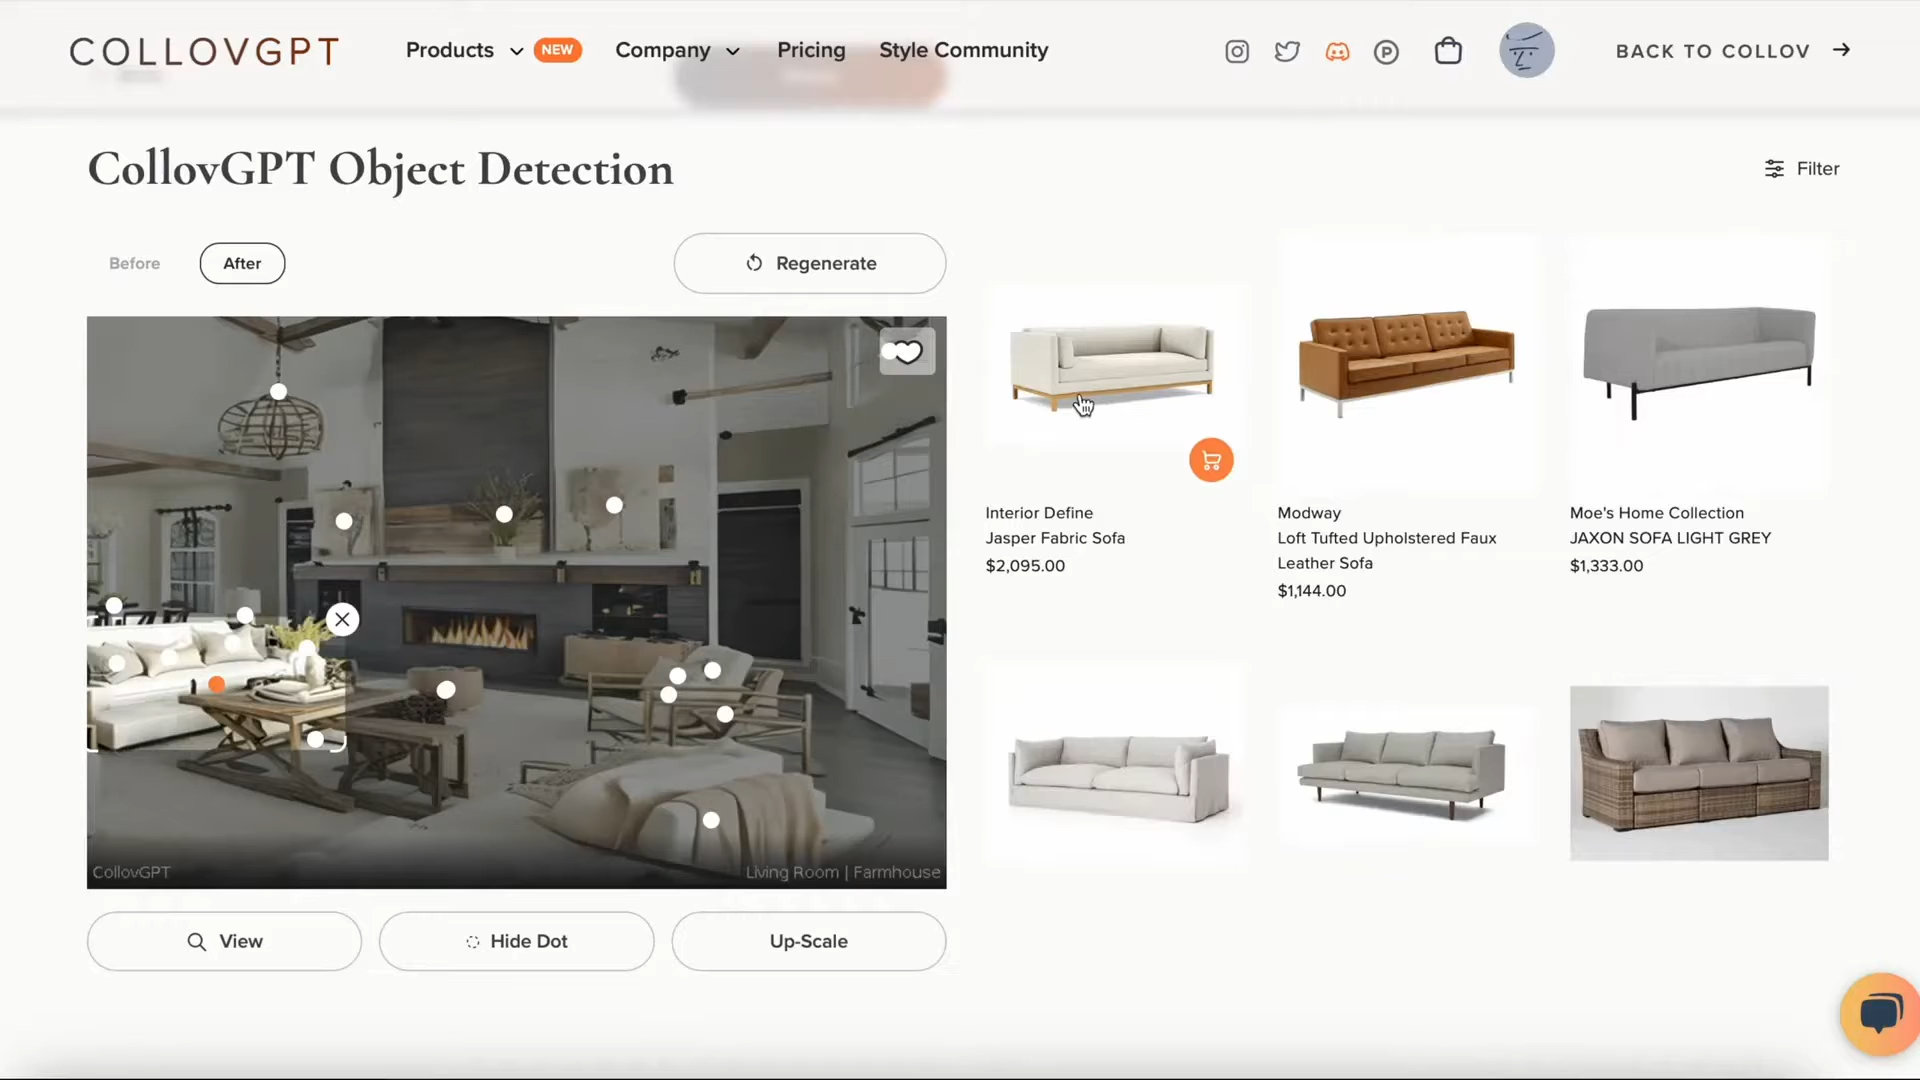 COLLOVGPT
Products NEW Company Pricing Style Community
BACK TO COLLOV
CollovGPT Object Detection
Filter
Before After Regenerate
CollovGPT
Living Room | Farmhouse
View Hide Dot Up-Scale
Interior Define
Jasper Fabric Sofa
$2,095.00
Modway
Loft Tufted Upholstered Faux
Leather Sofa
$1,144.00
Moe's Home Collection
JAXON SOFA LIGHT GREY
$1,333.00